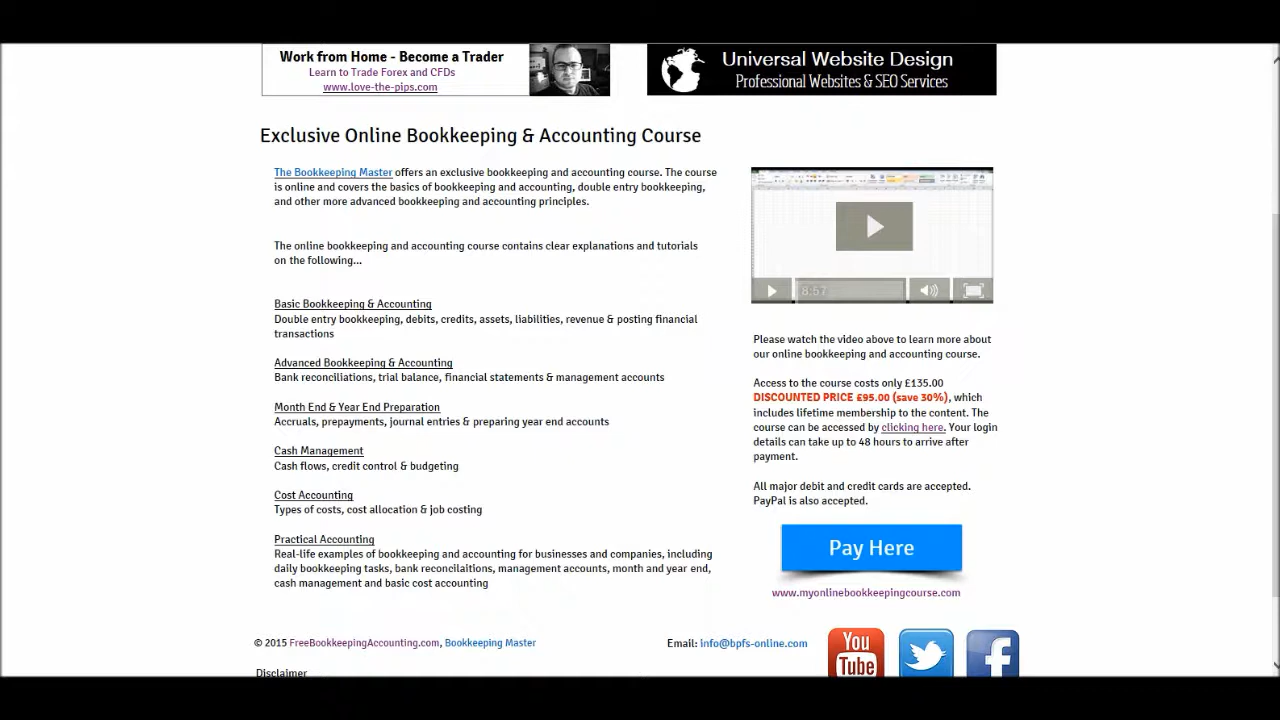 Work from Home - Become a Trader
Learn to Trade Forex and CFDs
www.love-the-pips.com
Universal Website Design
Professional Websites & SEO Services
Exclusive Online Bookkeeping & Accounting Course
The Bookkeeping Master offers an exclusive bookkeeping and accounting course. The course
is online and covers the basics of bookkeeping and accounting, double entry bookkeeping,
and other more advanced bookkeeping and accounting principles.
The online bookkeeping and accounting course contains clear explanations and tutorials
on the following...
Basic Bookkeeping & Accounting
Double entry bookkeeping, debits, credits, assets, liabilities, revenue & posting financial
transactions
Advanced Bookkeeping & Accounting
Bank reconciliations, trial balance, financial statements & management accounts
Month End & Year End Preparation
Accruals, prepayments, journal entries & preparing year end accounts
Cash Management
Cash flows, credit control & budgeting
Cost Accounting
Types of costs, cost allocation & job costing
Practical Accounting
Real-life examples of bookkeeping and accounting for businesses and companies, including
daily bookkeeping tasks, bank reconcilaitions, management accounts, month and year end,
cash management and basic cost accounting
8:57
Please watch the video above to learn more about
our online bookkeeping and accounting course.
Access to the course costs only £135.00
DISCOUNTED PRICE £95.00 (save 30%), which
includes lifetime membership to the content. The
course can be accessed by clicking here. Your login
details can take up to 48 hours to arrive after
payment.
All major debit and credit cards are accepted.
PayPal is also accepted.
Pay Here
www.myonlinebookkeepingcourse.com
© 2015 FreeBookkeepingAccounting.com, Bookkeeping Master
Email: info@bpfs-online.com
You
Tube
Disclaimer